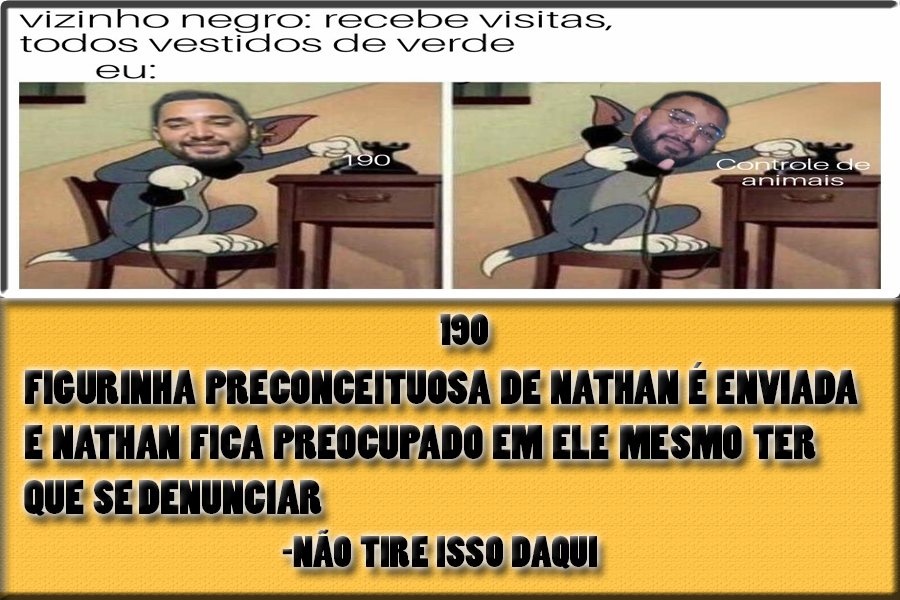 vizinho negro: recebe visitas,
todos vestidos de verde
eu:
190
Controle de
animais
190
FIGURINHA PRECONCEITUOSA DE NATHAN É ENVIADA
E NATHAN FICA PREOCUPADO EM ELE MESMO TER
QUE SE DENUNCIAR
-NÃO TIRE ISSO DAQUI